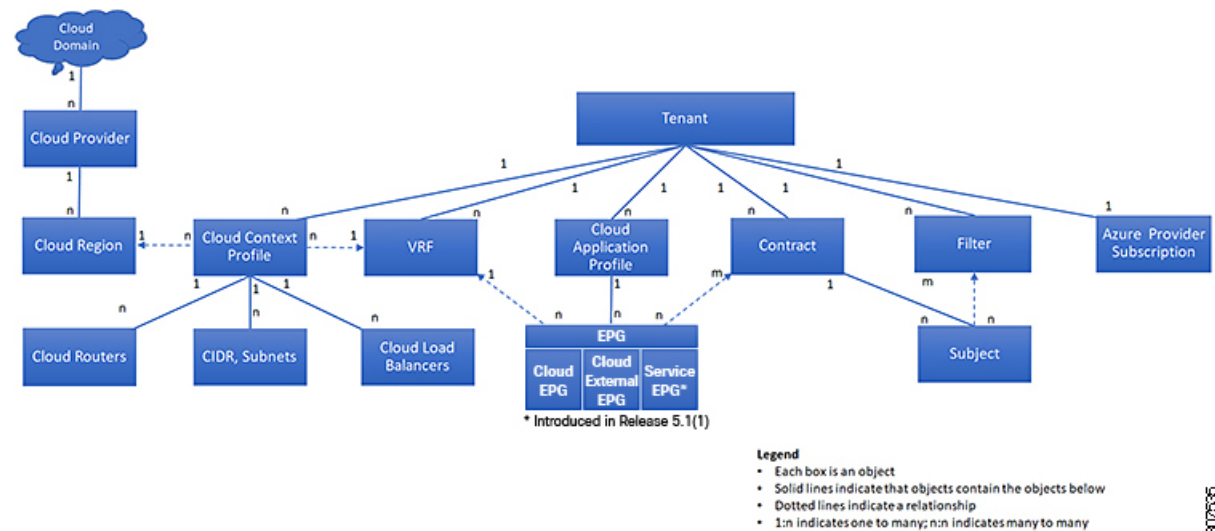 Cloud
Domain
1
n
Cloud Provider
1
n
Cloud Region
Tenant
1
1
1
1
1
1
n
n
n
n
n
1
Cloud Context
Profile
VRF
Cloud
Application
Profile
Contract
Filter
Azure Provider
Subscription
1
n
n
1
1
1
1
n
n
n
1
1
n
n
n
m
1
n
n
m
Cloud Routers
CIDR, Subnets
Cloud Load
Balancers
EPG
Cloud
EPG
Cloud
External
EPG
Service
EPG*
Subject
* Introduced in Release 5.1(1)
Legend
• Each box is an object
• Solid lines indicate that objects contain the objects below
• Dotted lines indicate a relationship
• 1:n indicates one to many; n:n indicates many to many